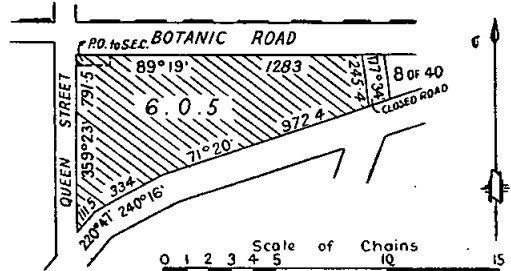 P.O. to S.E.C.
BOTANIC ROAD
89°19'
1283
6.0.5
QUEEN STREET
359°23'
791·5
245·4
177°34'
8 OF 40
CLOSED ROAD
972·4
71°20'
334
240°16'
111·5
220°47'
σ
Scale of Chains
0 1 2 3 4 5 10 15